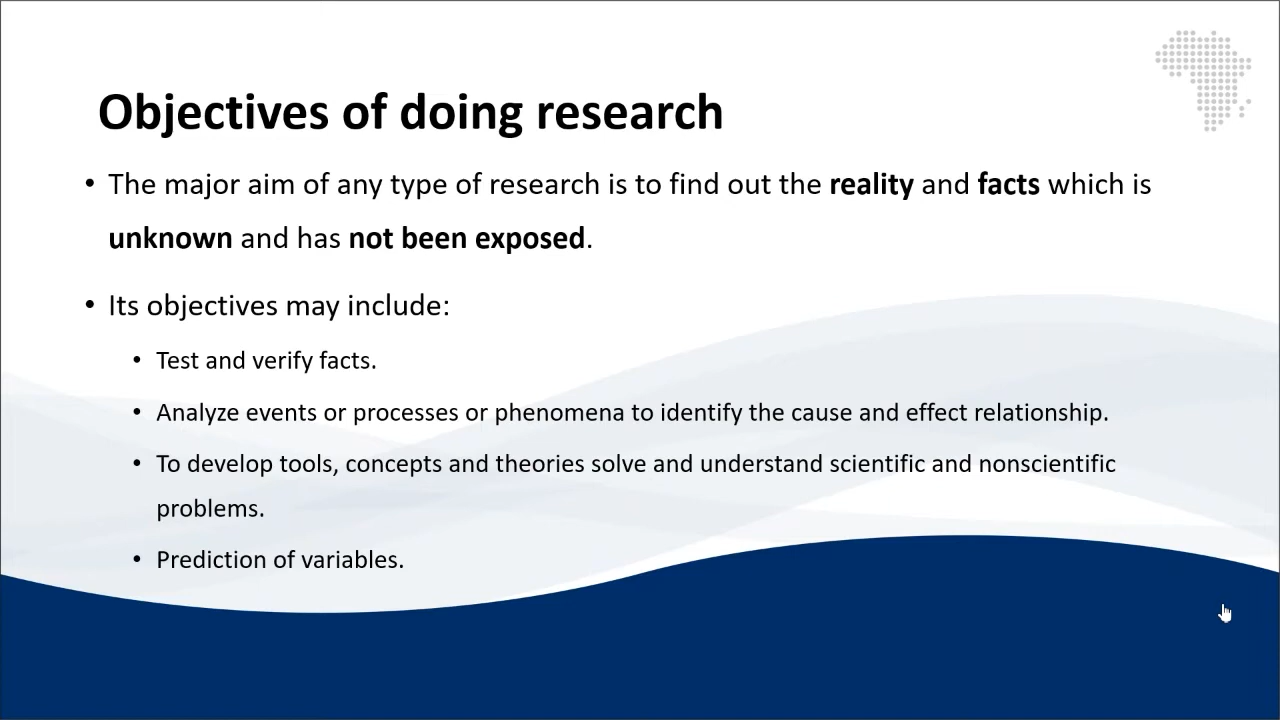 Objectives of doing research
• The major aim of any type of research is to find out the reality and facts which is
unknown and has not been exposed.
• Its objectives may include:
• Test and verify facts.
• Analyze events or processes or phenomena to identify the cause and effect relationship.
• To develop tools, concepts and theories solve and understand scientific and nonscientific
problems.
• Prediction of variables.